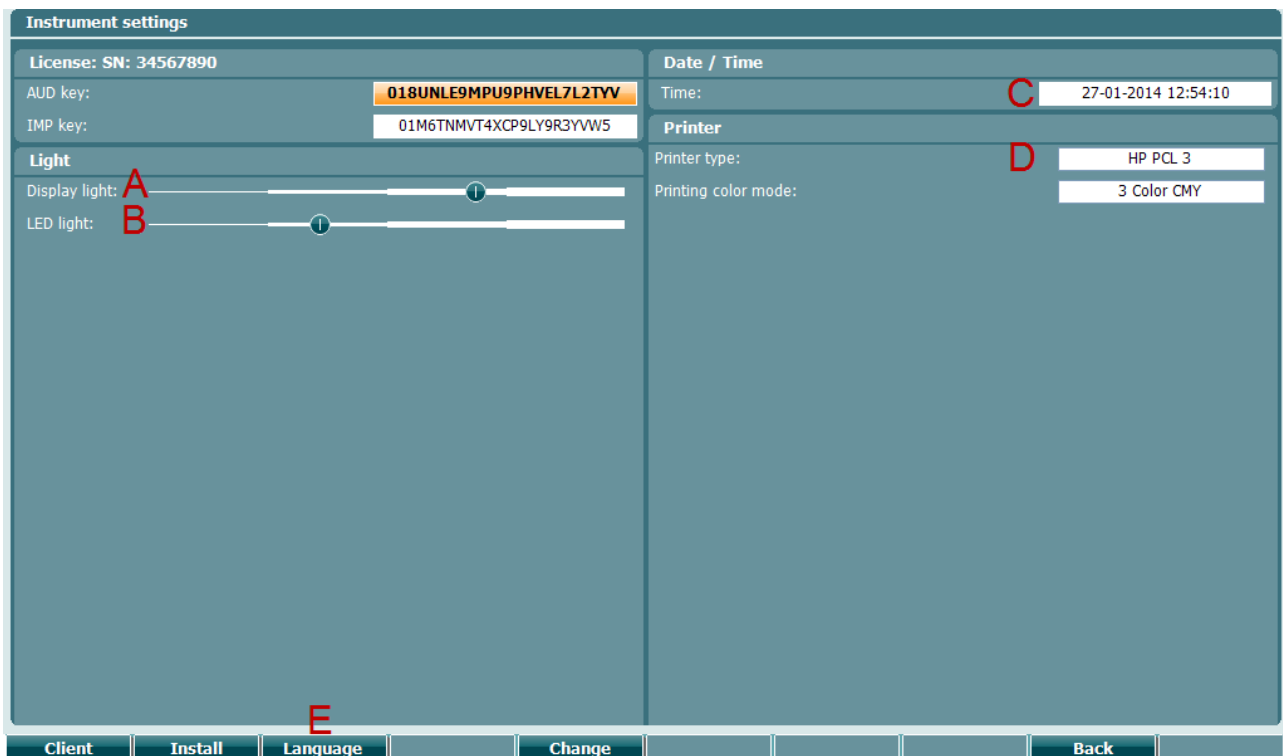 Instrument settings
License: SN: 34567890
AUD key: 018UNLE9MPU9PHVEL7L2TYV
IMP key: 01M6TNMVT4XCP9LY9R3YVW5
Light
Display light: A
LED light: B
Date / Time
Time: C 27-01-2014 12:54:10
Printer
Printer type: D HP PCL 3
Printing color mode: 3 Color CMY
E
Client Install Language Change Back